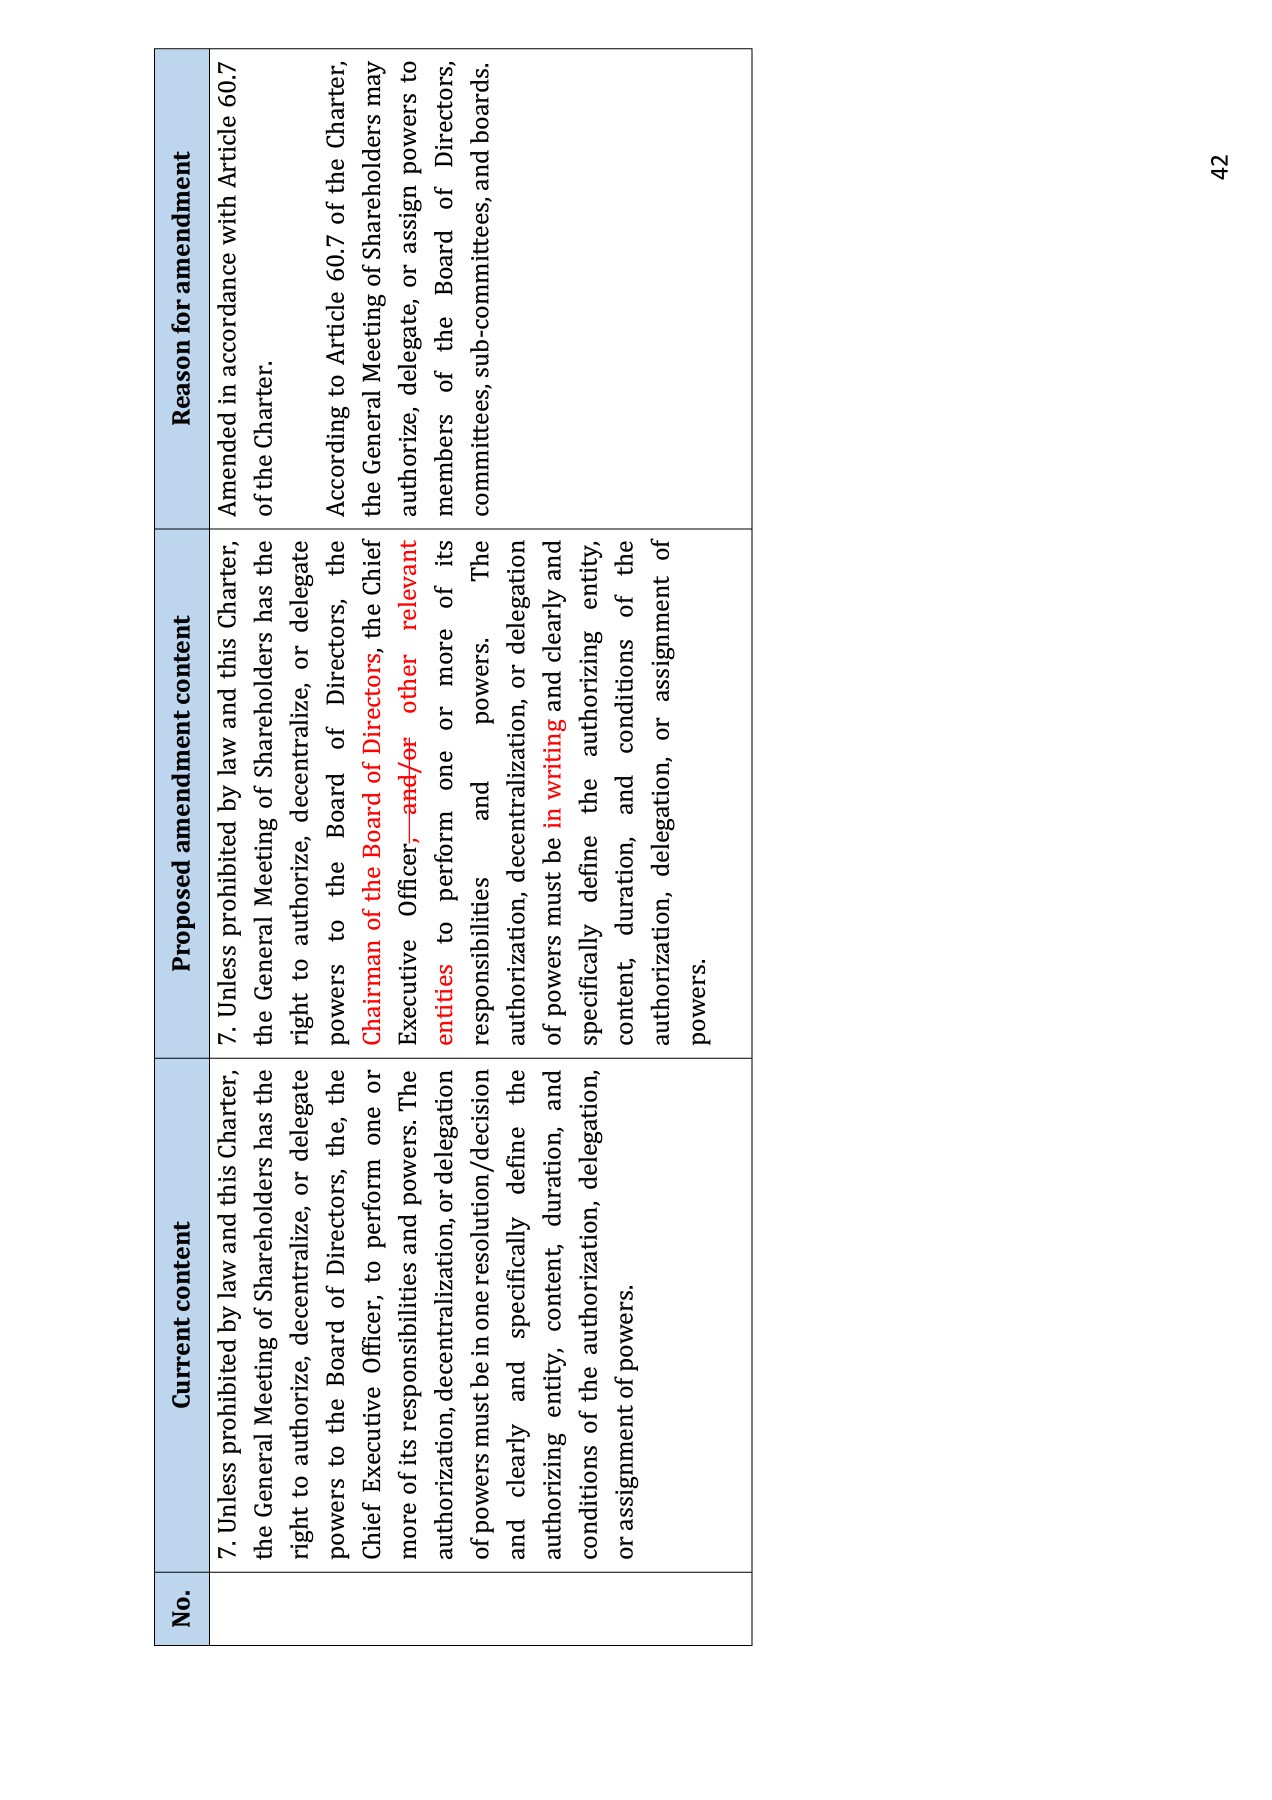 No.
Current content
Proposed amendment content
Reason for amendment
7. Unless prohibited by law and this Charter,
the General Meeting of Shareholders has the
right to authorize, decentralize, or delegate
powers to the Board of Directors, the, the
Chief Executive Officer, to perform one or
more of its responsibilities and powers. The
authorization, decentralization, or delegation
of powers must be in one resolution/decision
and clearly and specifically define the
authorizing entity, content, duration, and
conditions of the authorization, delegation,
or assignment of powers.
7. Unless prohibited by law and this Charter,
the General Meeting of Shareholders has the
right to authorize, decentralize, or delegate
powers to the Board of Directors, the
Chairman of the Board of Directors, the Chief
Executive Officer, and/or other relevant
entities to perform one or more of its
responsibilities and powers. The
authorization, decentralization, or delegation
of powers must be in writing and clearly and
specifically define the authorizing entity,
content, duration, and conditions of the
authorization, delegation, or assignment of
powers.
Amended in accordance with Article 60.7
of the Charter.
According to Article 60.7 of the Charter,
the General Meeting of Shareholders may
authorize, delegate, or assign powers to
members of the Board of Directors,
committees, sub-committees, and boards.
42